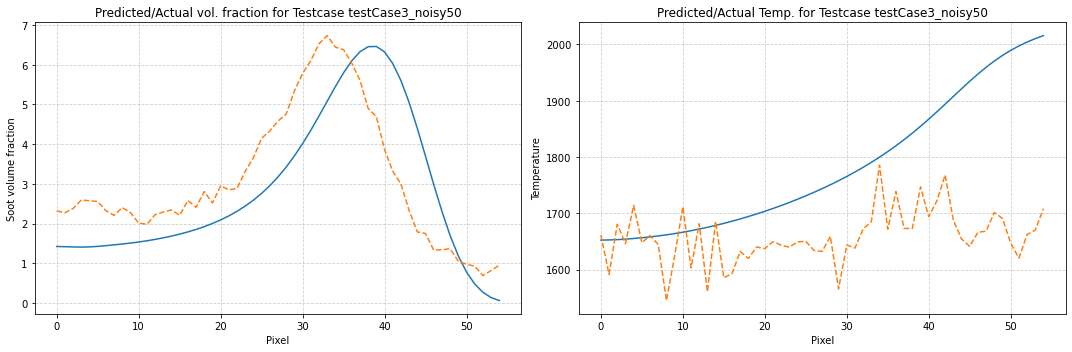 Predicted/Actual vol. fraction for Testcase testCase3_noisy50
7
6
5
4
3
2
1
0
Soot volume fraction
0 10 20 30 40 50
Pixel
Predicted/Actual Temp. for Testcase testCase3_noisy50
2000
1900
1800
1700
1600
Temperature
0 10 20 30 40 50
Pixel